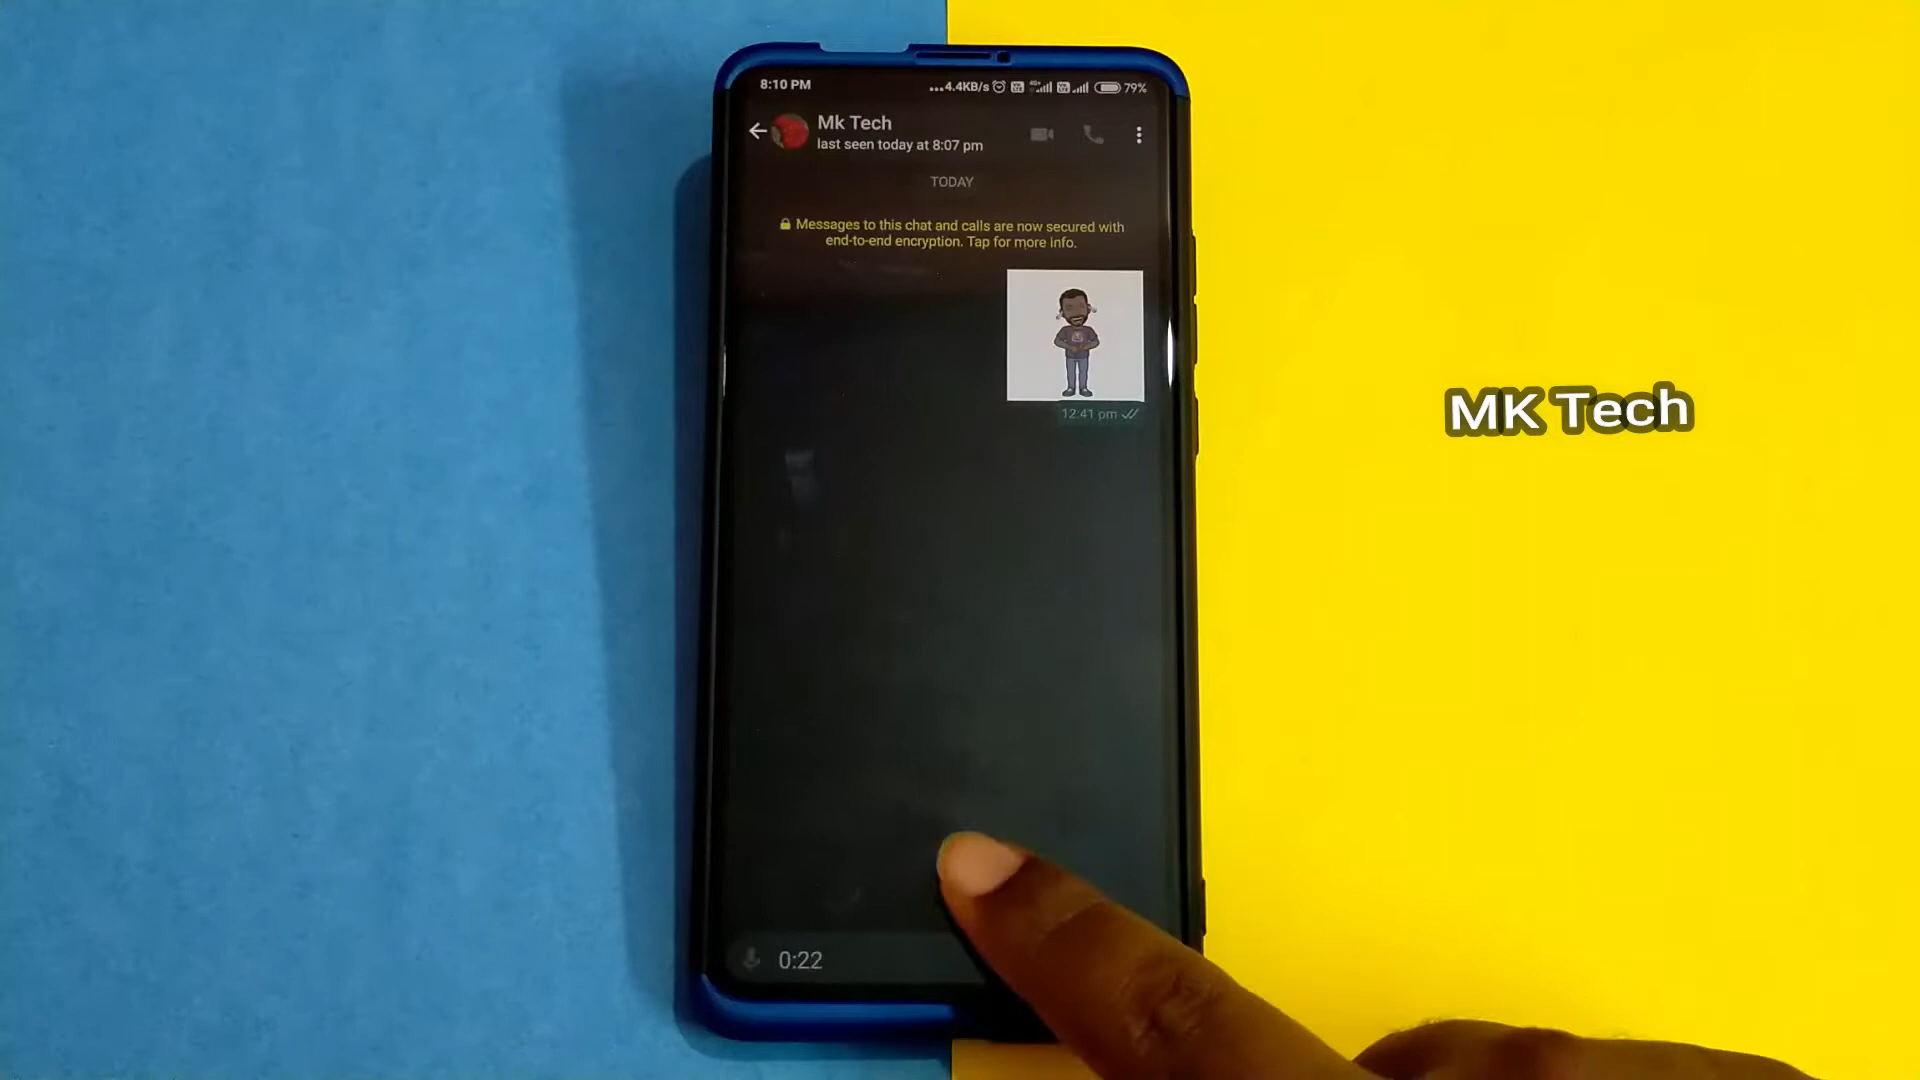 8:10 PM
...4.4KB/s
79%
Mk Tech
last seen today at 8:07 pm
TODAY
Messages to this chat and calls are now secured with
end-to-end encryption. Tap for more info.
12:41 pm
MK Tech
0:22